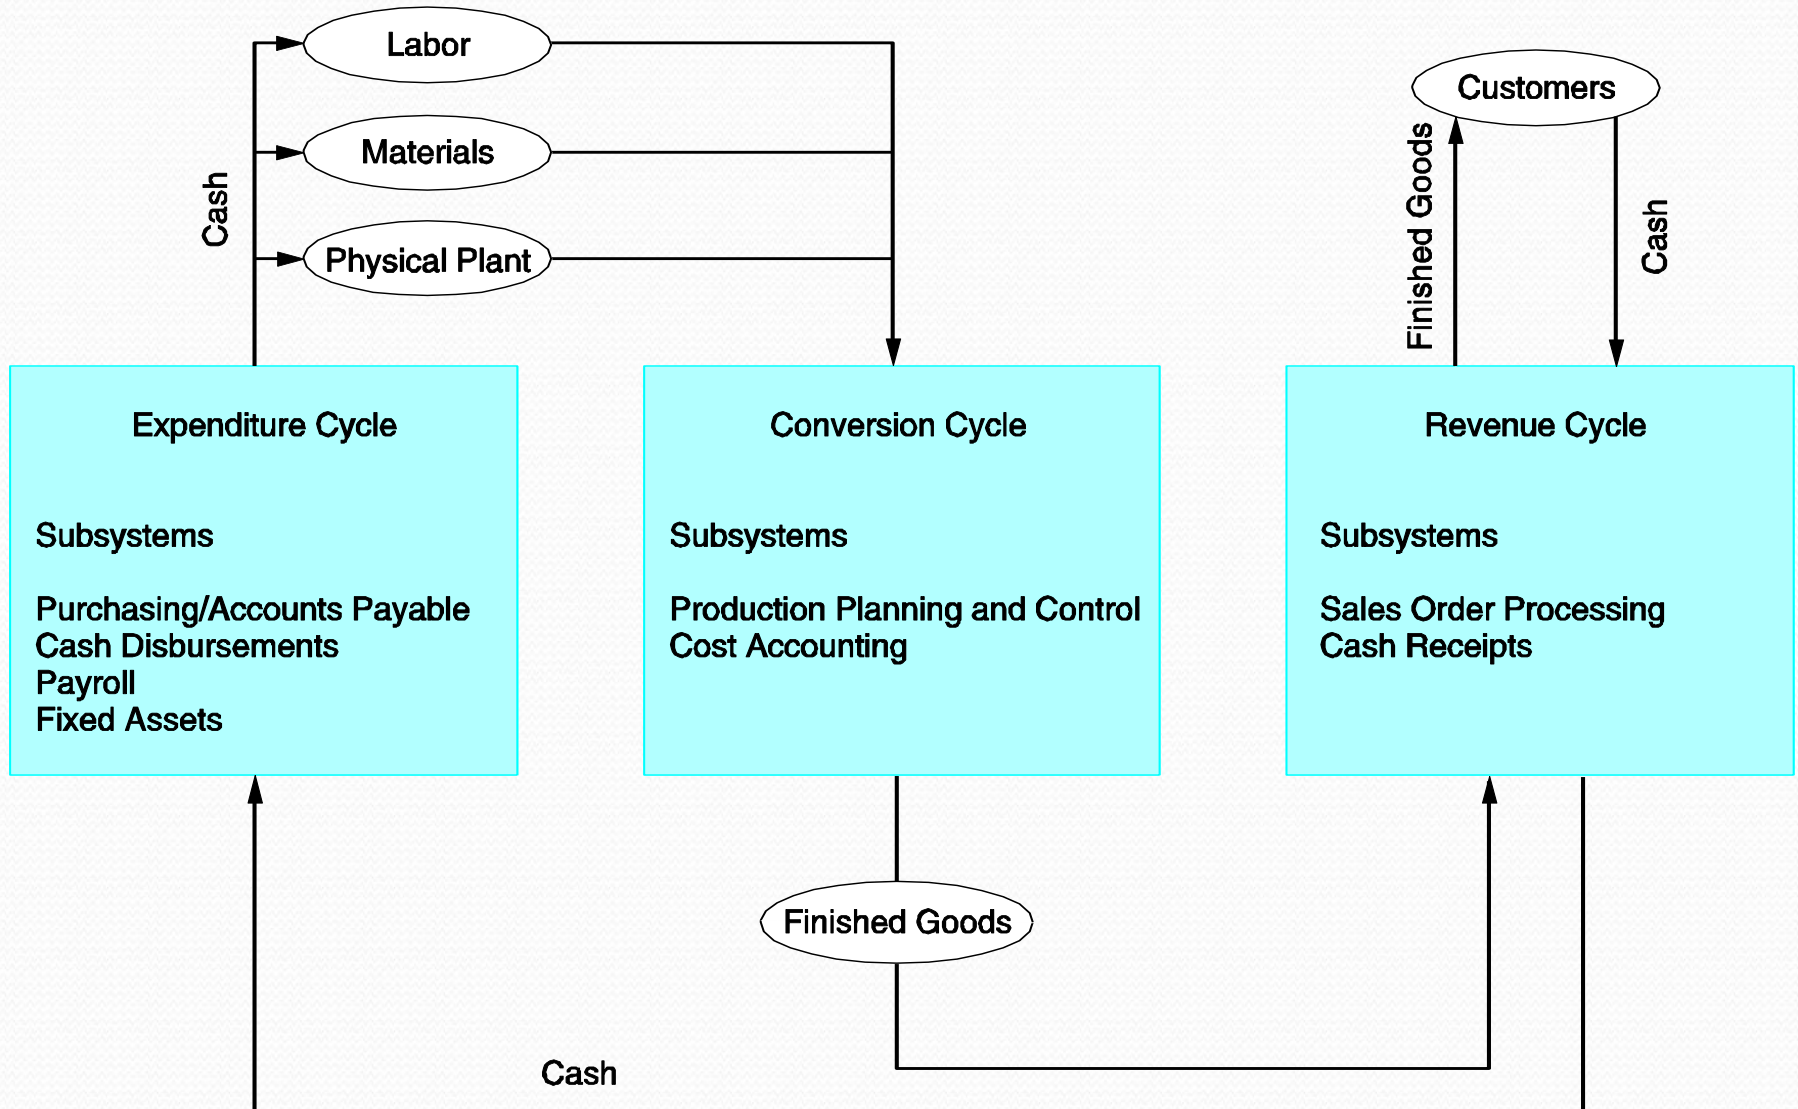 Labor
Materials
Physical Plant
Cash
Customers
Finished Goods
Cash
Expenditure Cycle
Subsystems
Purchasing/Accounts Payable
Cash Disbursements
Payroll
Fixed Assets
Conversion Cycle
Subsystems
Production Planning and Control
Cost Accounting
Revenue Cycle
Subsystems
Sales Order Processing
Cash Receipts
Finished Goods
Cash